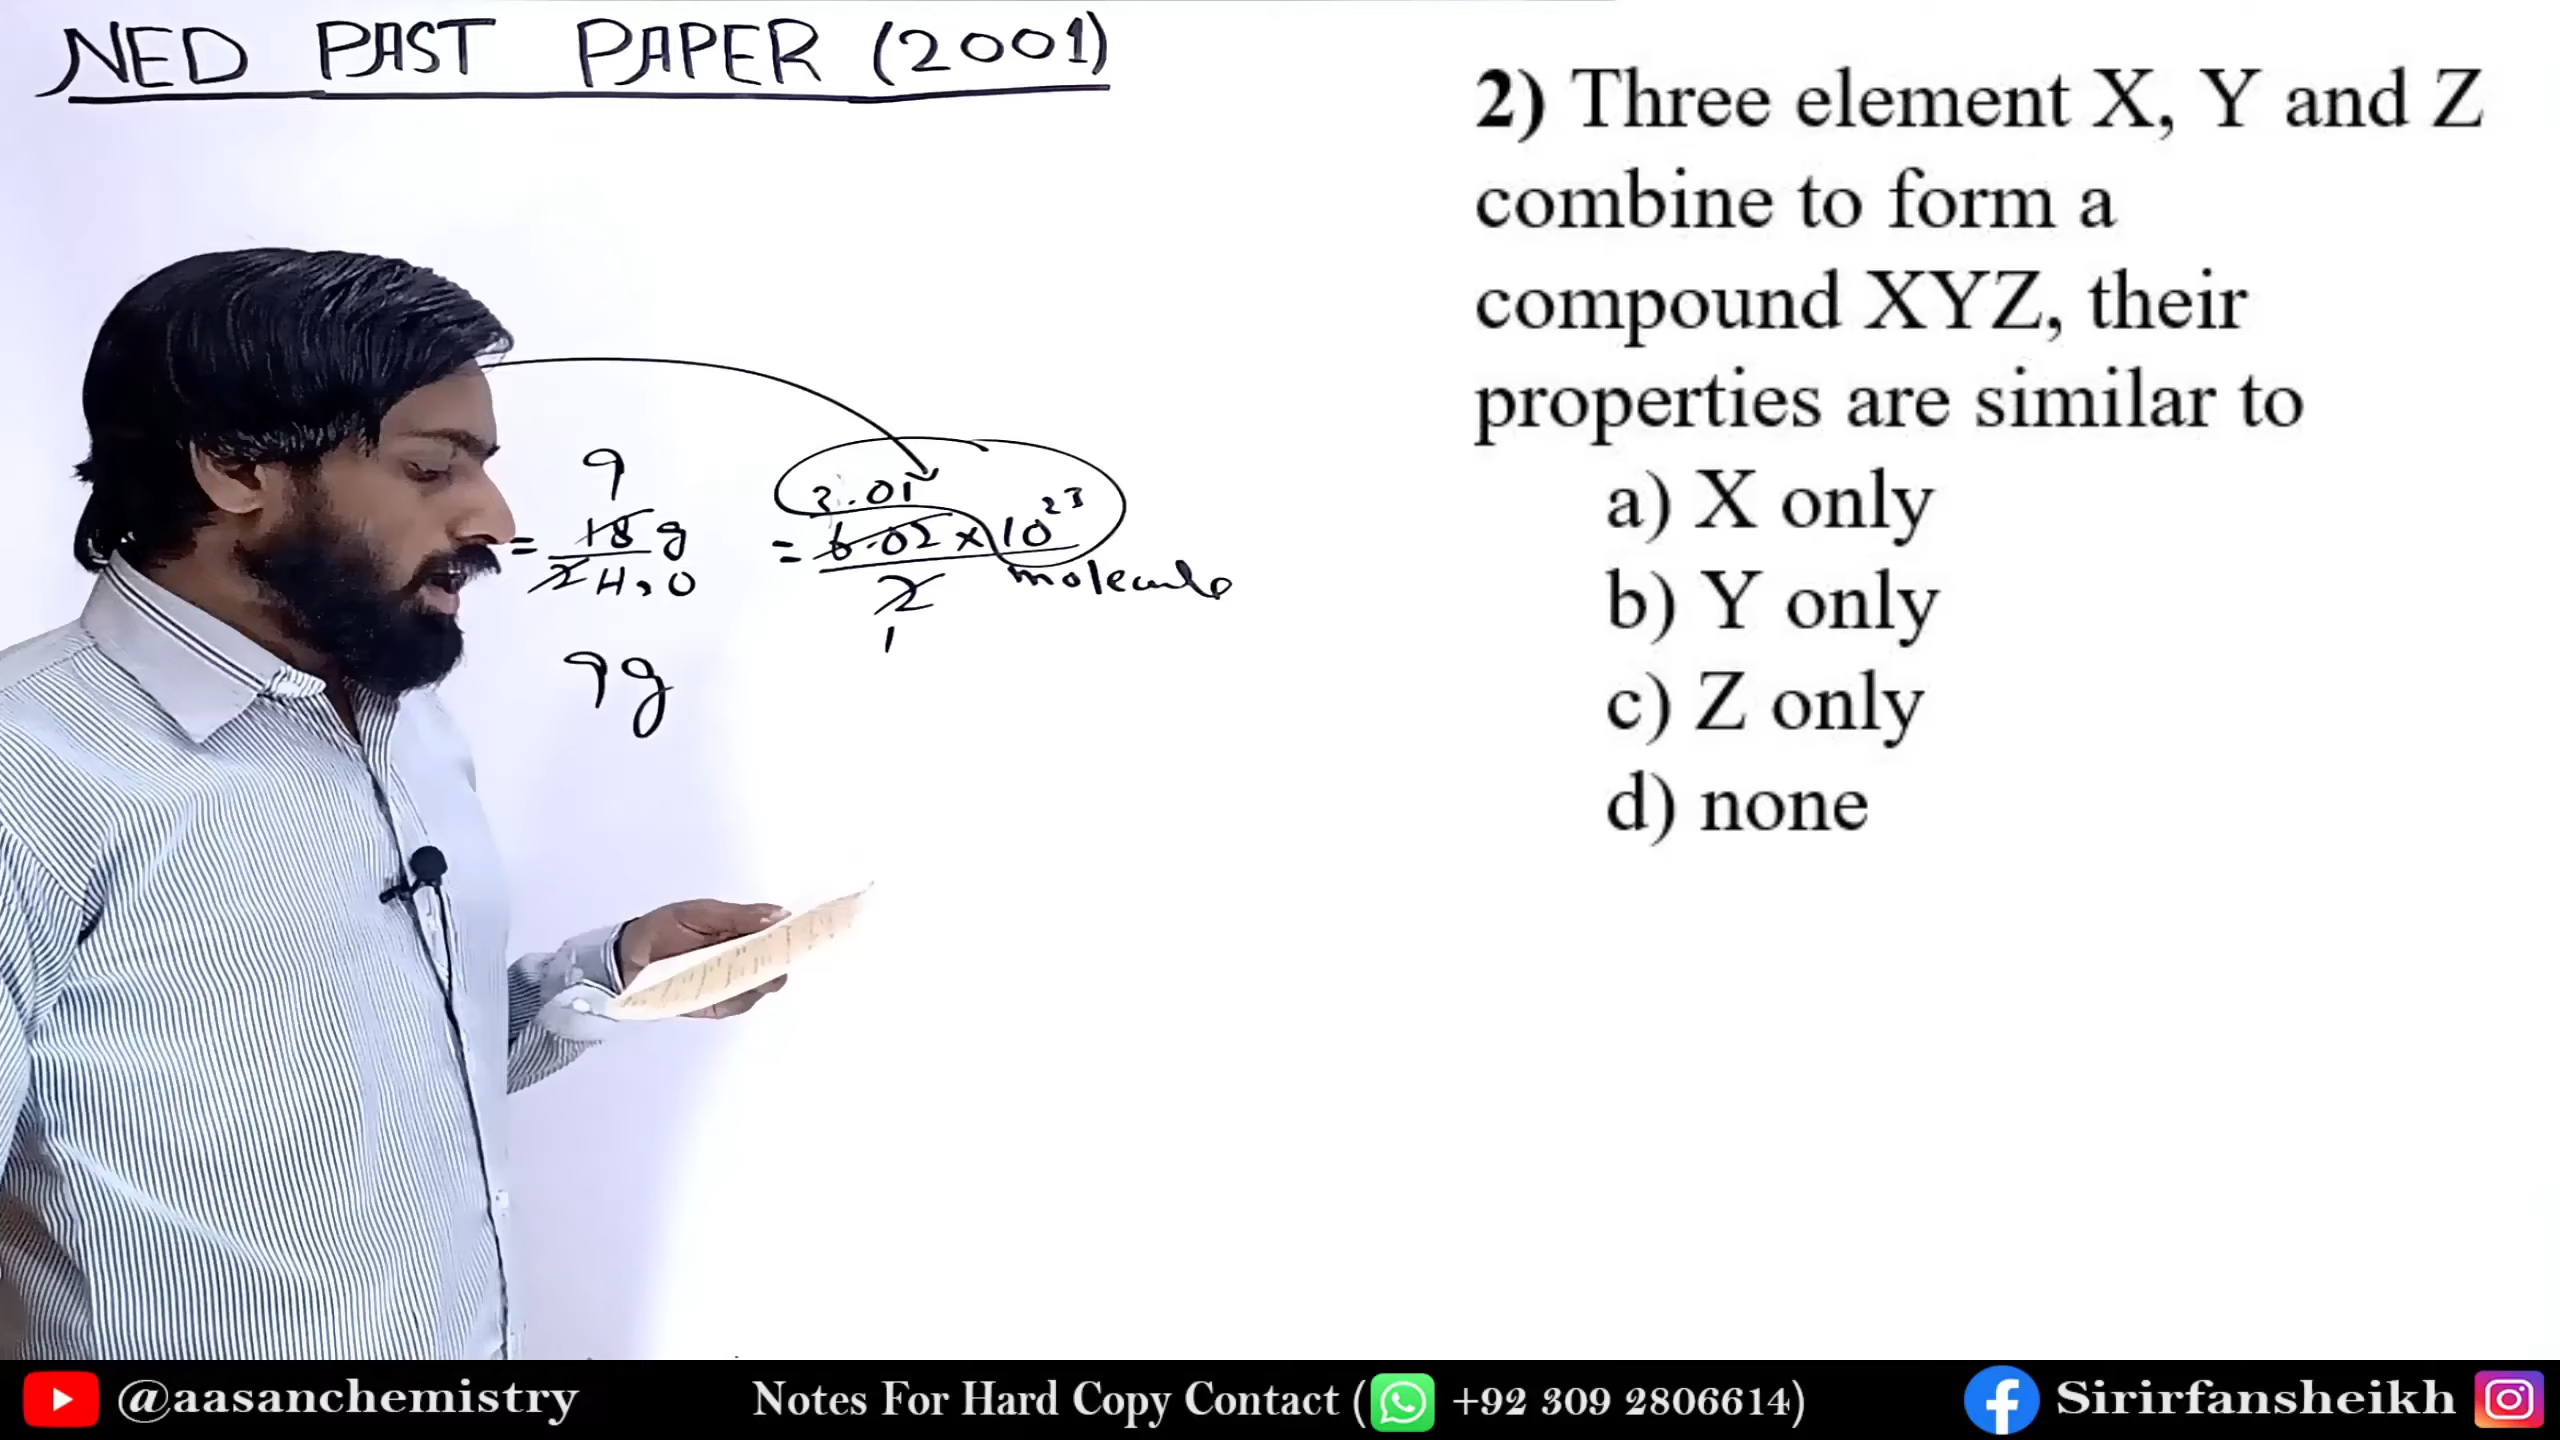 NED PAST PAPER (2001)
2) Three element X, Y and Z
combine to form a
compound XYZ, their
properties are similar to
a) X only
b) Y only
c) Z only
d) none
9
= 18 g
2 H2O
9g
3.01
= 6.02 x 10^23
2 molecule
1
@aasanchemistry
Notes For Hard Copy Contact ( +92 309 2806614)
Sirirfansheikh